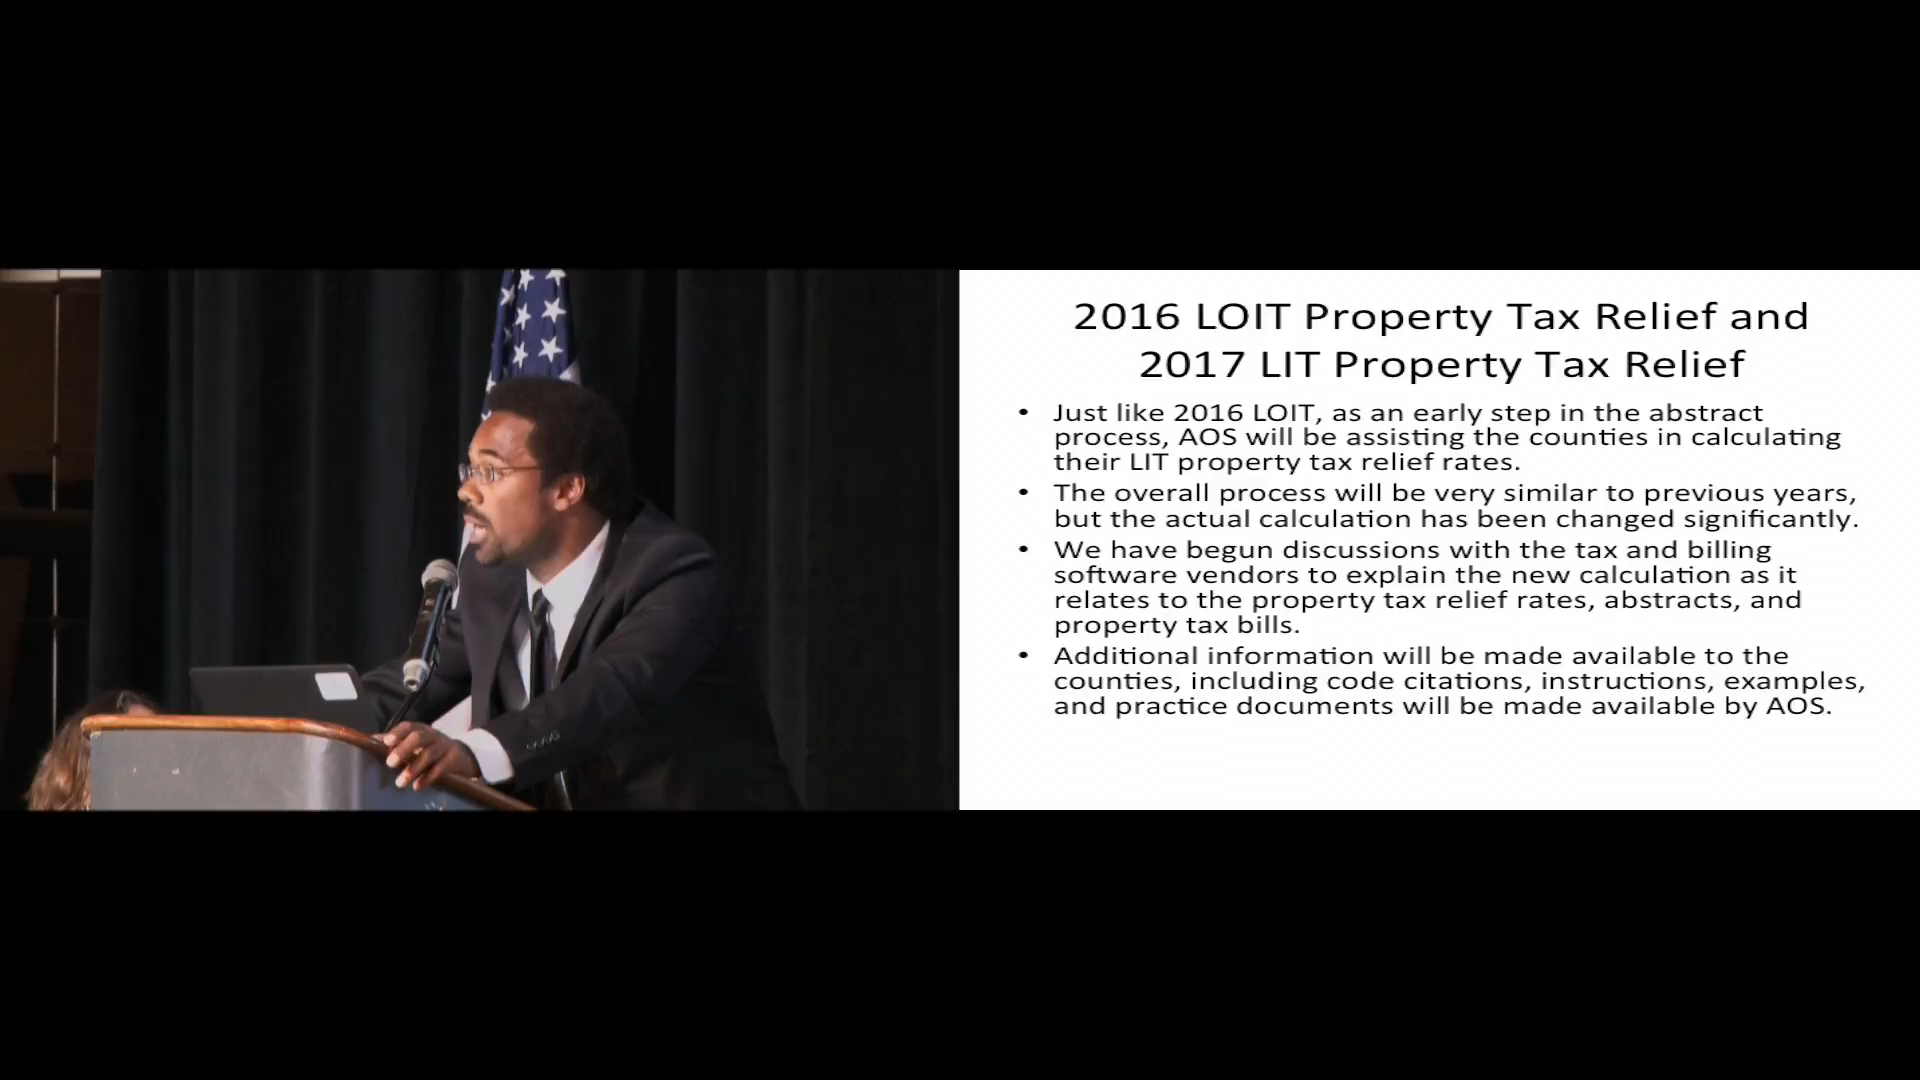 2016 LOIT Property Tax Relief and
2017 LIT Property Tax Relief
• Just like 2016 LOIT, as an early step in the abstract
process, AOS will be assisting the counties in calculating
their LIT property tax relief rates.
• The overall process will be very similar to previous years,
but the actual calculation has been changed significantly.
• We have begun discussions with the tax and billing
software vendors to explain the new calculation as it
relates to the property tax relief rates, abstracts, and
property tax bills.
• Additional information will be made available to the
counties, including code citations, instructions, examples,
and practice documents will be made available by AOS.